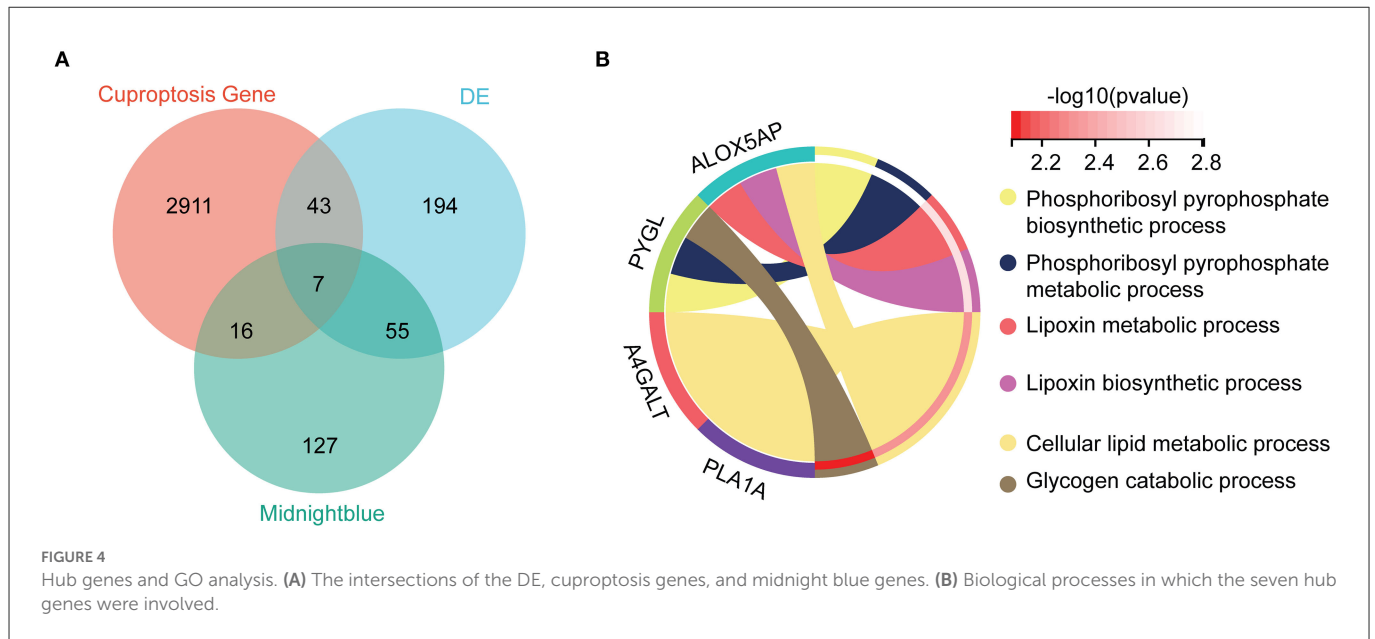 A
B
Cuproptosis Gene
DE
2911
43
194
7
16
55
127
Midnightblue
ALOX5AP
PYGL
A4GALT
PLA1A
-log10(pvalue)
2.2 2.4 2.6 2.8
Phosphoribosyl pyrophosphate
biosynthetic process
Phosphoribosyl pyrophosphate
metabolic process
Lipoxin metabolic process
Lipoxin biosynthetic process
Cellular lipid metabolic process
Glycogen catabolic process
FIGURE 4
Hub genes and GO analysis. (A) The intersections of the DE, cuproptosis genes, and midnight blue genes. (B) Biological processes in which the seven hub
genes were involved.